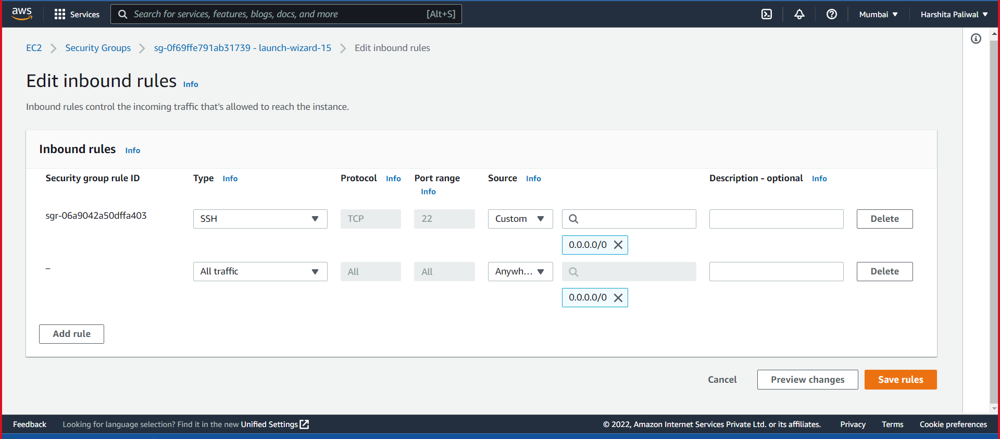 aws Services Search for services, features, blogs, docs, and more [Alt+S] Mumbai Harshita Paliwal
EC2 Security Groups sg-0f69ffe791ab31739 - launch-wizard-15 Edit inbound rules
Edit inbound rules Info
Inbound rules control the incoming traffic that's allowed to reach the instance.
Inbound rules Info
Security group rule ID Type Info Protocol Info Port range Info Source Info Description - optional Info
sgr-06a9042a50dffa403 SSH TCP 22 Custom Delete
0.0.0.0/0
– All traffic All All Anywh... Delete
0.0.0.0/0
Add rule
Cancel Preview changes Save rules
Feedback Looking for language selection? Find it in the new Unified Settings © 2022, Amazon Internet Services Private Ltd. or its affiliates. Privacy Terms Cookie preferences